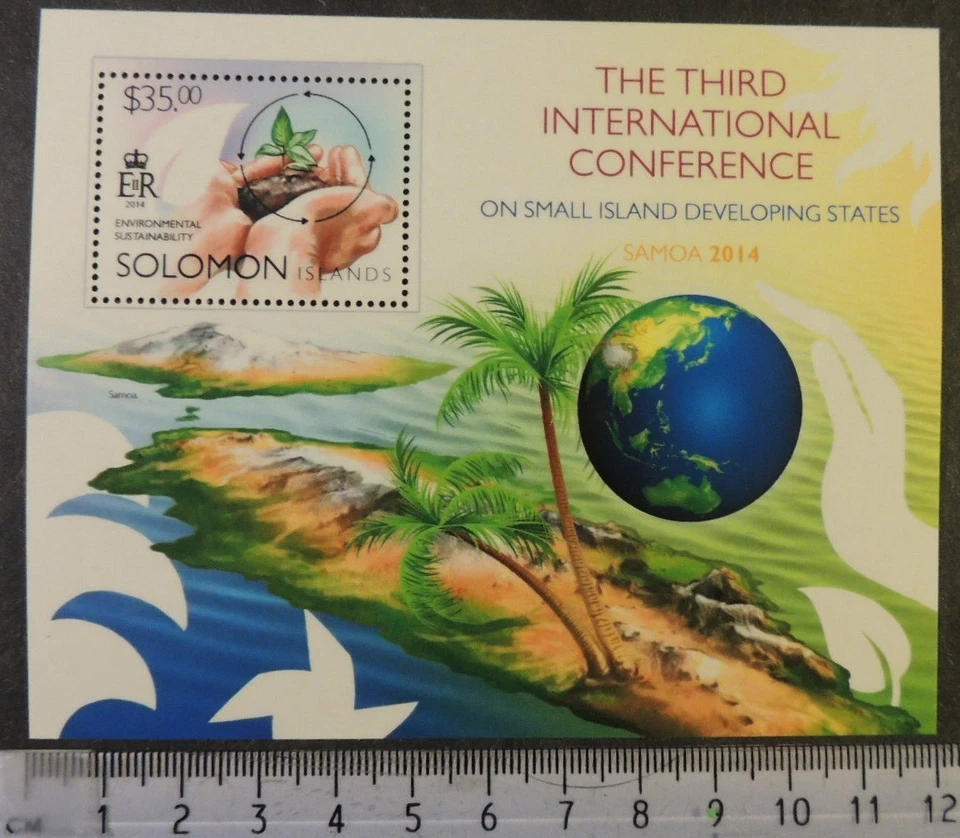 $35.00
EIIR
2014
ENVIRONMENTAL
SUSTAINABILITY
SOLOMON ISLANDS
THE THIRD
INTERNATIONAL
CONFERENCE
ON SMALL ISLAND DEVELOPING STATES
SAMOA 2014
Samoa
CM 1 2 3 4 5 6 7 8 9 10 11 12